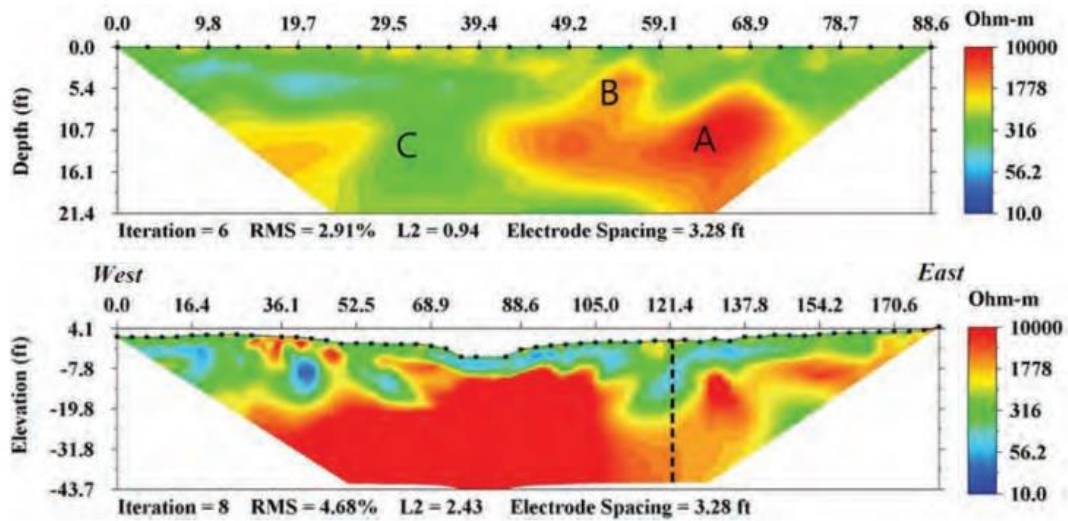 0.0 9.8 19.7 29.5 39.4 49.2 59.1 68.9 78.7 88.6 Ohm-m
0.0
5.4
10.7
16.1
21.4
Depth (ft)
B
A
C
10000
1778
316
56.2
10.0
Iteration = 6 RMS = 2.91% L2 = 0.94 Electrode Spacing = 3.28 ft
West East
0.0 16.4 36.1 52.5 68.9 88.6 105.0 121.4 137.8 154.2 170.6 Ohm-m
4.1
-7.8
-19.8
-31.8
-43.7
Elevation (ft)
10000
1778
316
56.2
10.0
Iteration = 8 RMS = 4.68% L2 = 2.43 Electrode Spacing = 3.28 ft